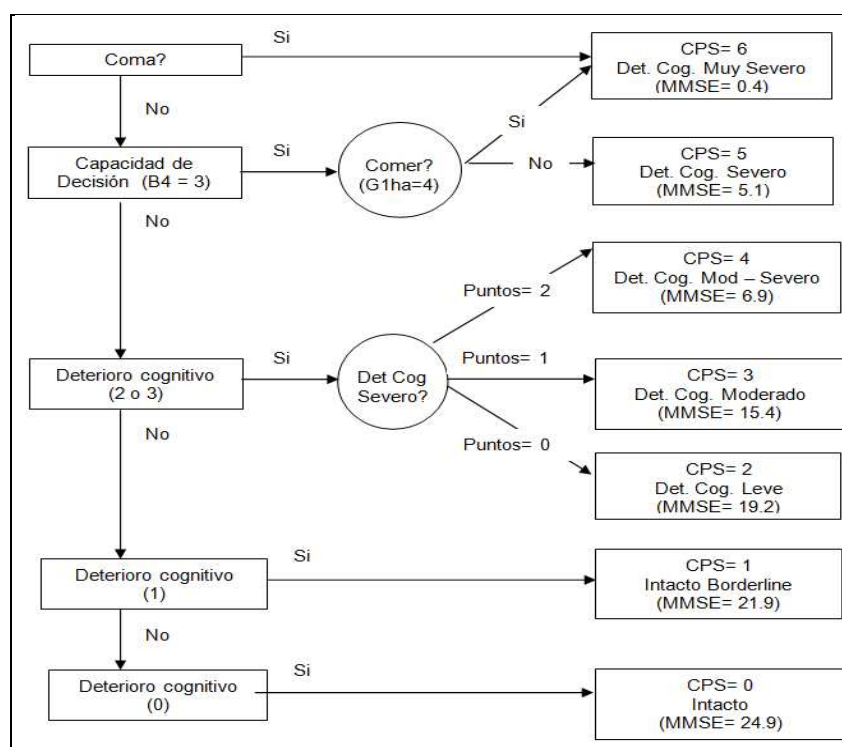 Si
Coma?
CPS= 6
Det. Cog. Muy Severo
(MMSE= 0.4)
No
Si
Capacidad de
Decisión (B4 = 3)
Si
Comer?
(G1ha=4)
No
CPS= 5
Det. Cog. Severo
(MMSE= 5.1)
No
CPS= 4
Det. Cog. Mod – Severo
(MMSE= 6.9)
Puntos= 2
Deterioro cognitivo
(2 o 3)
Si
Det Cog
Severo?
Puntos= 1
CPS= 3
Det. Cog. Moderado
(MMSE= 15.4)
No
Puntos= 0
CPS= 2
Det. Cog. Leve
(MMSE= 19.2)
Si
Deterioro cognitivo
(1)
CPS= 1
Intacto Borderline
(MMSE= 21.9)
No
Si
Deterioro cognitivo
(0)
CPS= 0
Intacto
(MMSE= 24.9)